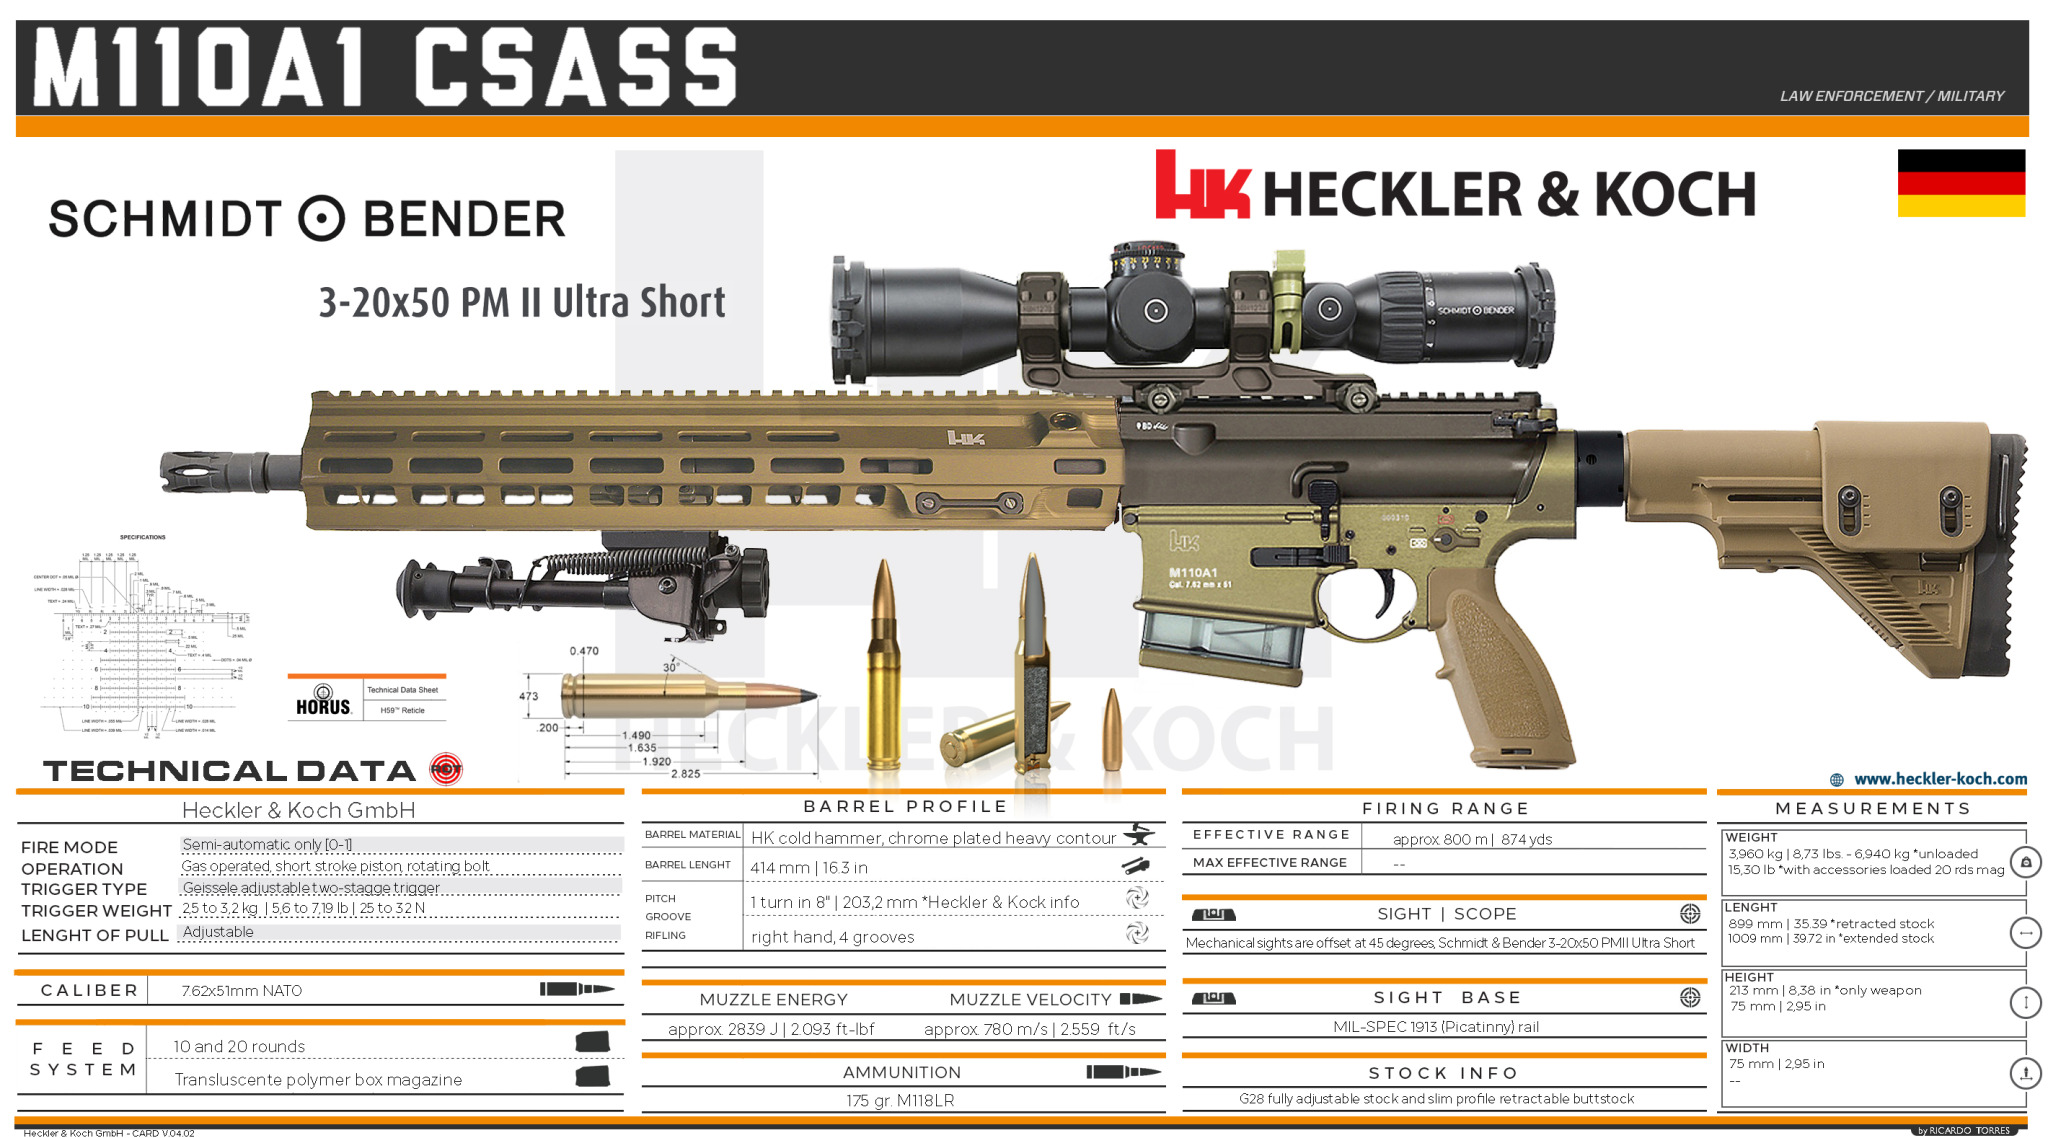 M110A1 CSASS
LAW ENFORCEMENT / MILITARY
SCHMIDT BENDER
HK HECKLER & KOCH
3-20x50 PM II Ultra Short
SCHMIDT BENDER
HK
HK
M110A1
Cal. 7.62 mm x 51
SPECIFICATIONS
HORUS
Technical Data Sheet
H59™ Reticle
0.470
30°
473
.200
1.490
1.635
1.920
2.825
HECKLER & KOCH
www.heckler-koch.com
TECHNICAL DATA
Heckler & Koch GmbH
FIRE MODE Semi-automatic only [0-1]
OPERATION Gas operated, short stroke piston, rotating bolt
TRIGGER TYPE Geissele adjustable two-stagge trigger
TRIGGER WEIGHT 2,5 to 3,2 kg | 5,6 to 7,19 lb | 25 to 32 N
LENGHT OF PULL Adjustable
CALIBER 7.62x51mm NATO
FEED SYSTEM
10 and 20 rounds
Transluscente polymer box magazine
BARREL PROFILE
BARREL MATERIAL HK cold hammer, chrome plated heavy contour
BARREL LENGHT 414 mm | 16.3 in
PITCH 1 turn in 8" | 203,2 mm *Heckler & Kock info
GROOVE
RIFLING right hand, 4 grooves
MUZZLE ENERGY MUZZLE VELOCITY
approx. 2839 J | 2.093 ft-lbf approx. 780 m/s | 2.559 ft/s
AMMUNITION
175 gr. M118LR
FIRING RANGE
EFFECTIVE RANGE approx. 800 m | 874 yds
MAX EFFECTIVE RANGE --
SIGHT | SCOPE
Mechanical sights are offset at 45 degrees, Schmidt & Bender 3-20x50 PMII Ultra Short
SIGHT BASE
MIL-SPEC 1913 (Picatinny) rail
STOCK INFO
G28 fully adjustable stock and slim profile retractable buttstock
MEASUREMENTS
WEIGHT
3,960 kg | 8,73 lbs. - 6,940 kg *unloaded
15,30 lb *with accessories loaded 20 rds mag
LENGHT
899 mm | 35.39 *retracted stock
1009 mm | 39.72 in *extended stock
HEIGHT
213 mm | 8,38 in *only weapon
75 mm | 2,95 in
WIDTH
75 mm | 2,95 in
--
Heckler & Koch GmbH - CARD V.04.02
by RICARDO TORRES